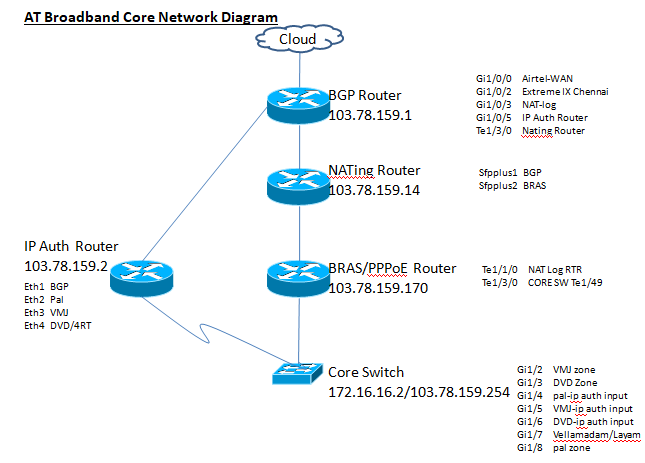 AT Broadband Core Network Diagram
Cloud
BGP Router
103.78.159.1
Gi1/0/0 Airtel-WAN
Gi1/0/2 Extreme IX Chennai
Gi1/0/3 NAT-log
Gi1/0/5 IP Auth Router
Te1/3/0 Nating Router
NATing Router
103.78.159.14
Sfpplus1 BGP
Sfpplus2 BRAS
IP Auth Router
103.78.159.2
Eth1 BGP
Eth2 Pal
Eth3 VMJ
Eth4 DVD/4RT
BRAS/PPPoE Router
103.78.159.170
Te1/1/0 NAT Log RTR
Te1/3/0 CORE SW Te1/49
Core Switch
172.16.16.2/103.78.159.254
Gi1/2 VMJ zone
Gi1/3 DVD Zone
Gi1/4 pal-ip auth input
Gi1/5 VMJ-ip auth input
Gi1/6 DVD-ip auth input
Gi1/7 Vellamadam/Layam
Gi1/8 pal zone